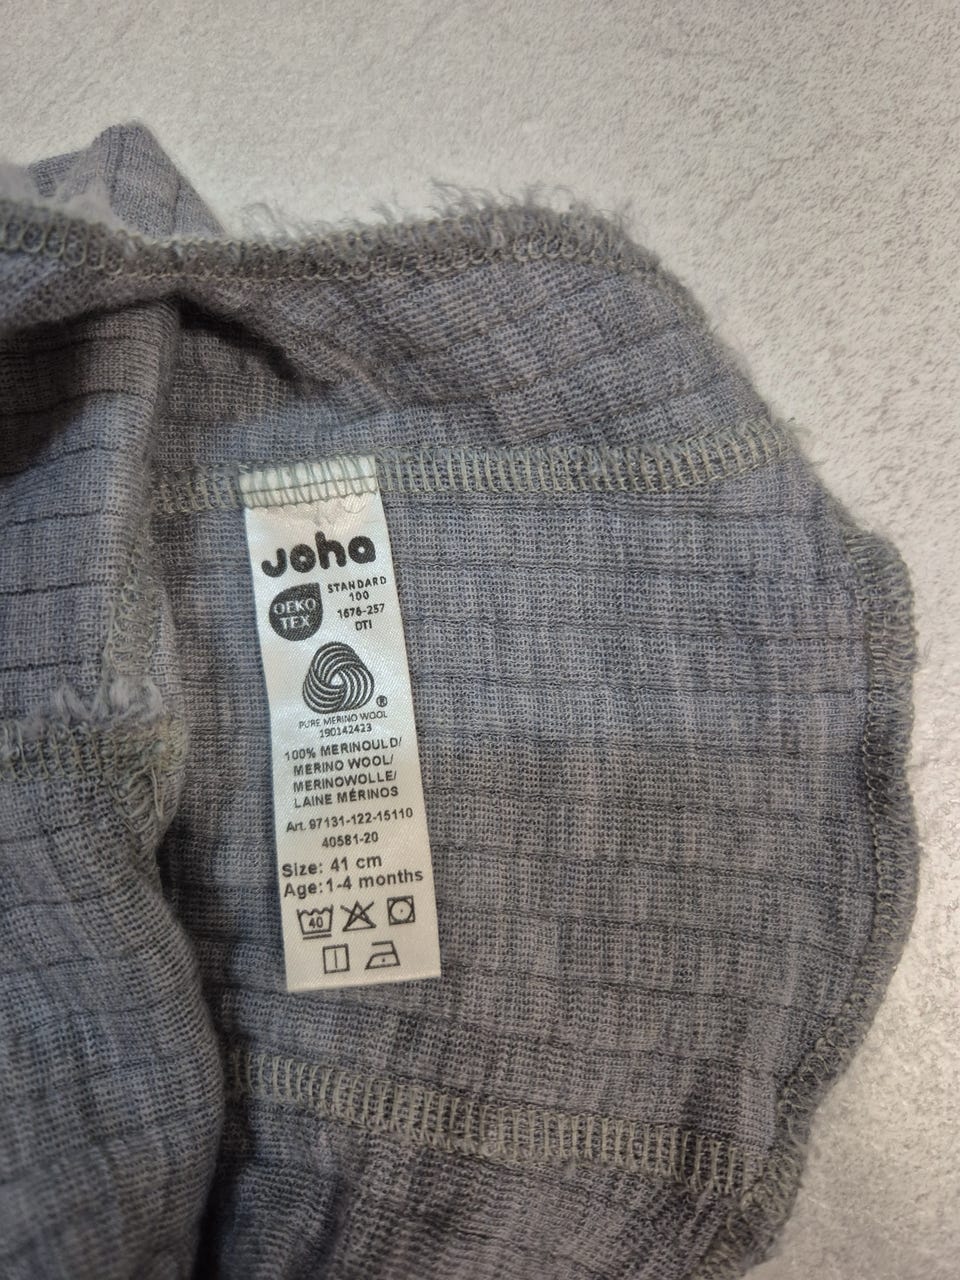 Joha
OEKO
TEX
STANDARD
100
1676-257
DTI
®
PURE MERINO WOOL
190142423
100% MERINOULD/
MERINO WOOL/
MERINOWOLLE/
LAINE MÉRINOS
Art. 97131-122-15110
40581-20
Size: 41 cm
Age: 1-4 months
40